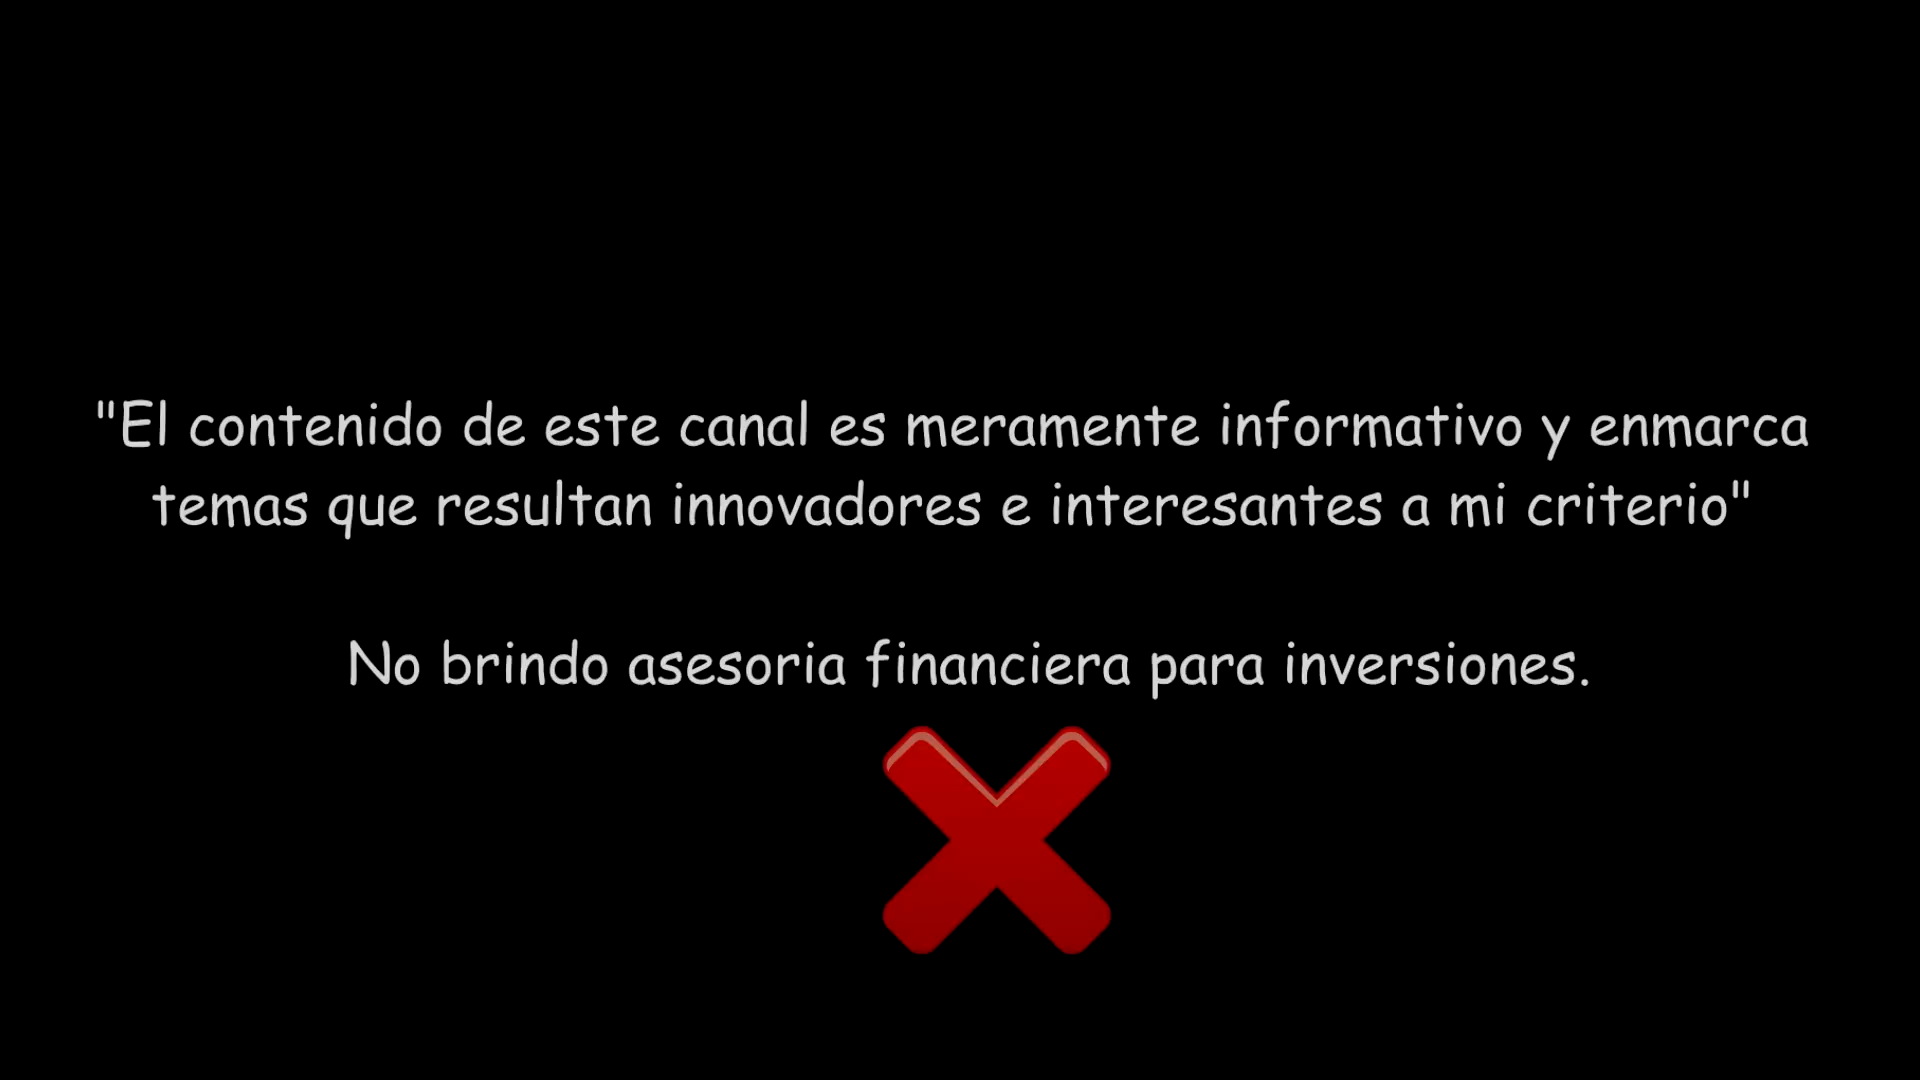 "El contenido de este canal es meramente informativo y enmarca
temas que resultan innovadores e interesantes a mi criterio"
No brindo asesoria financiera para inversiones.